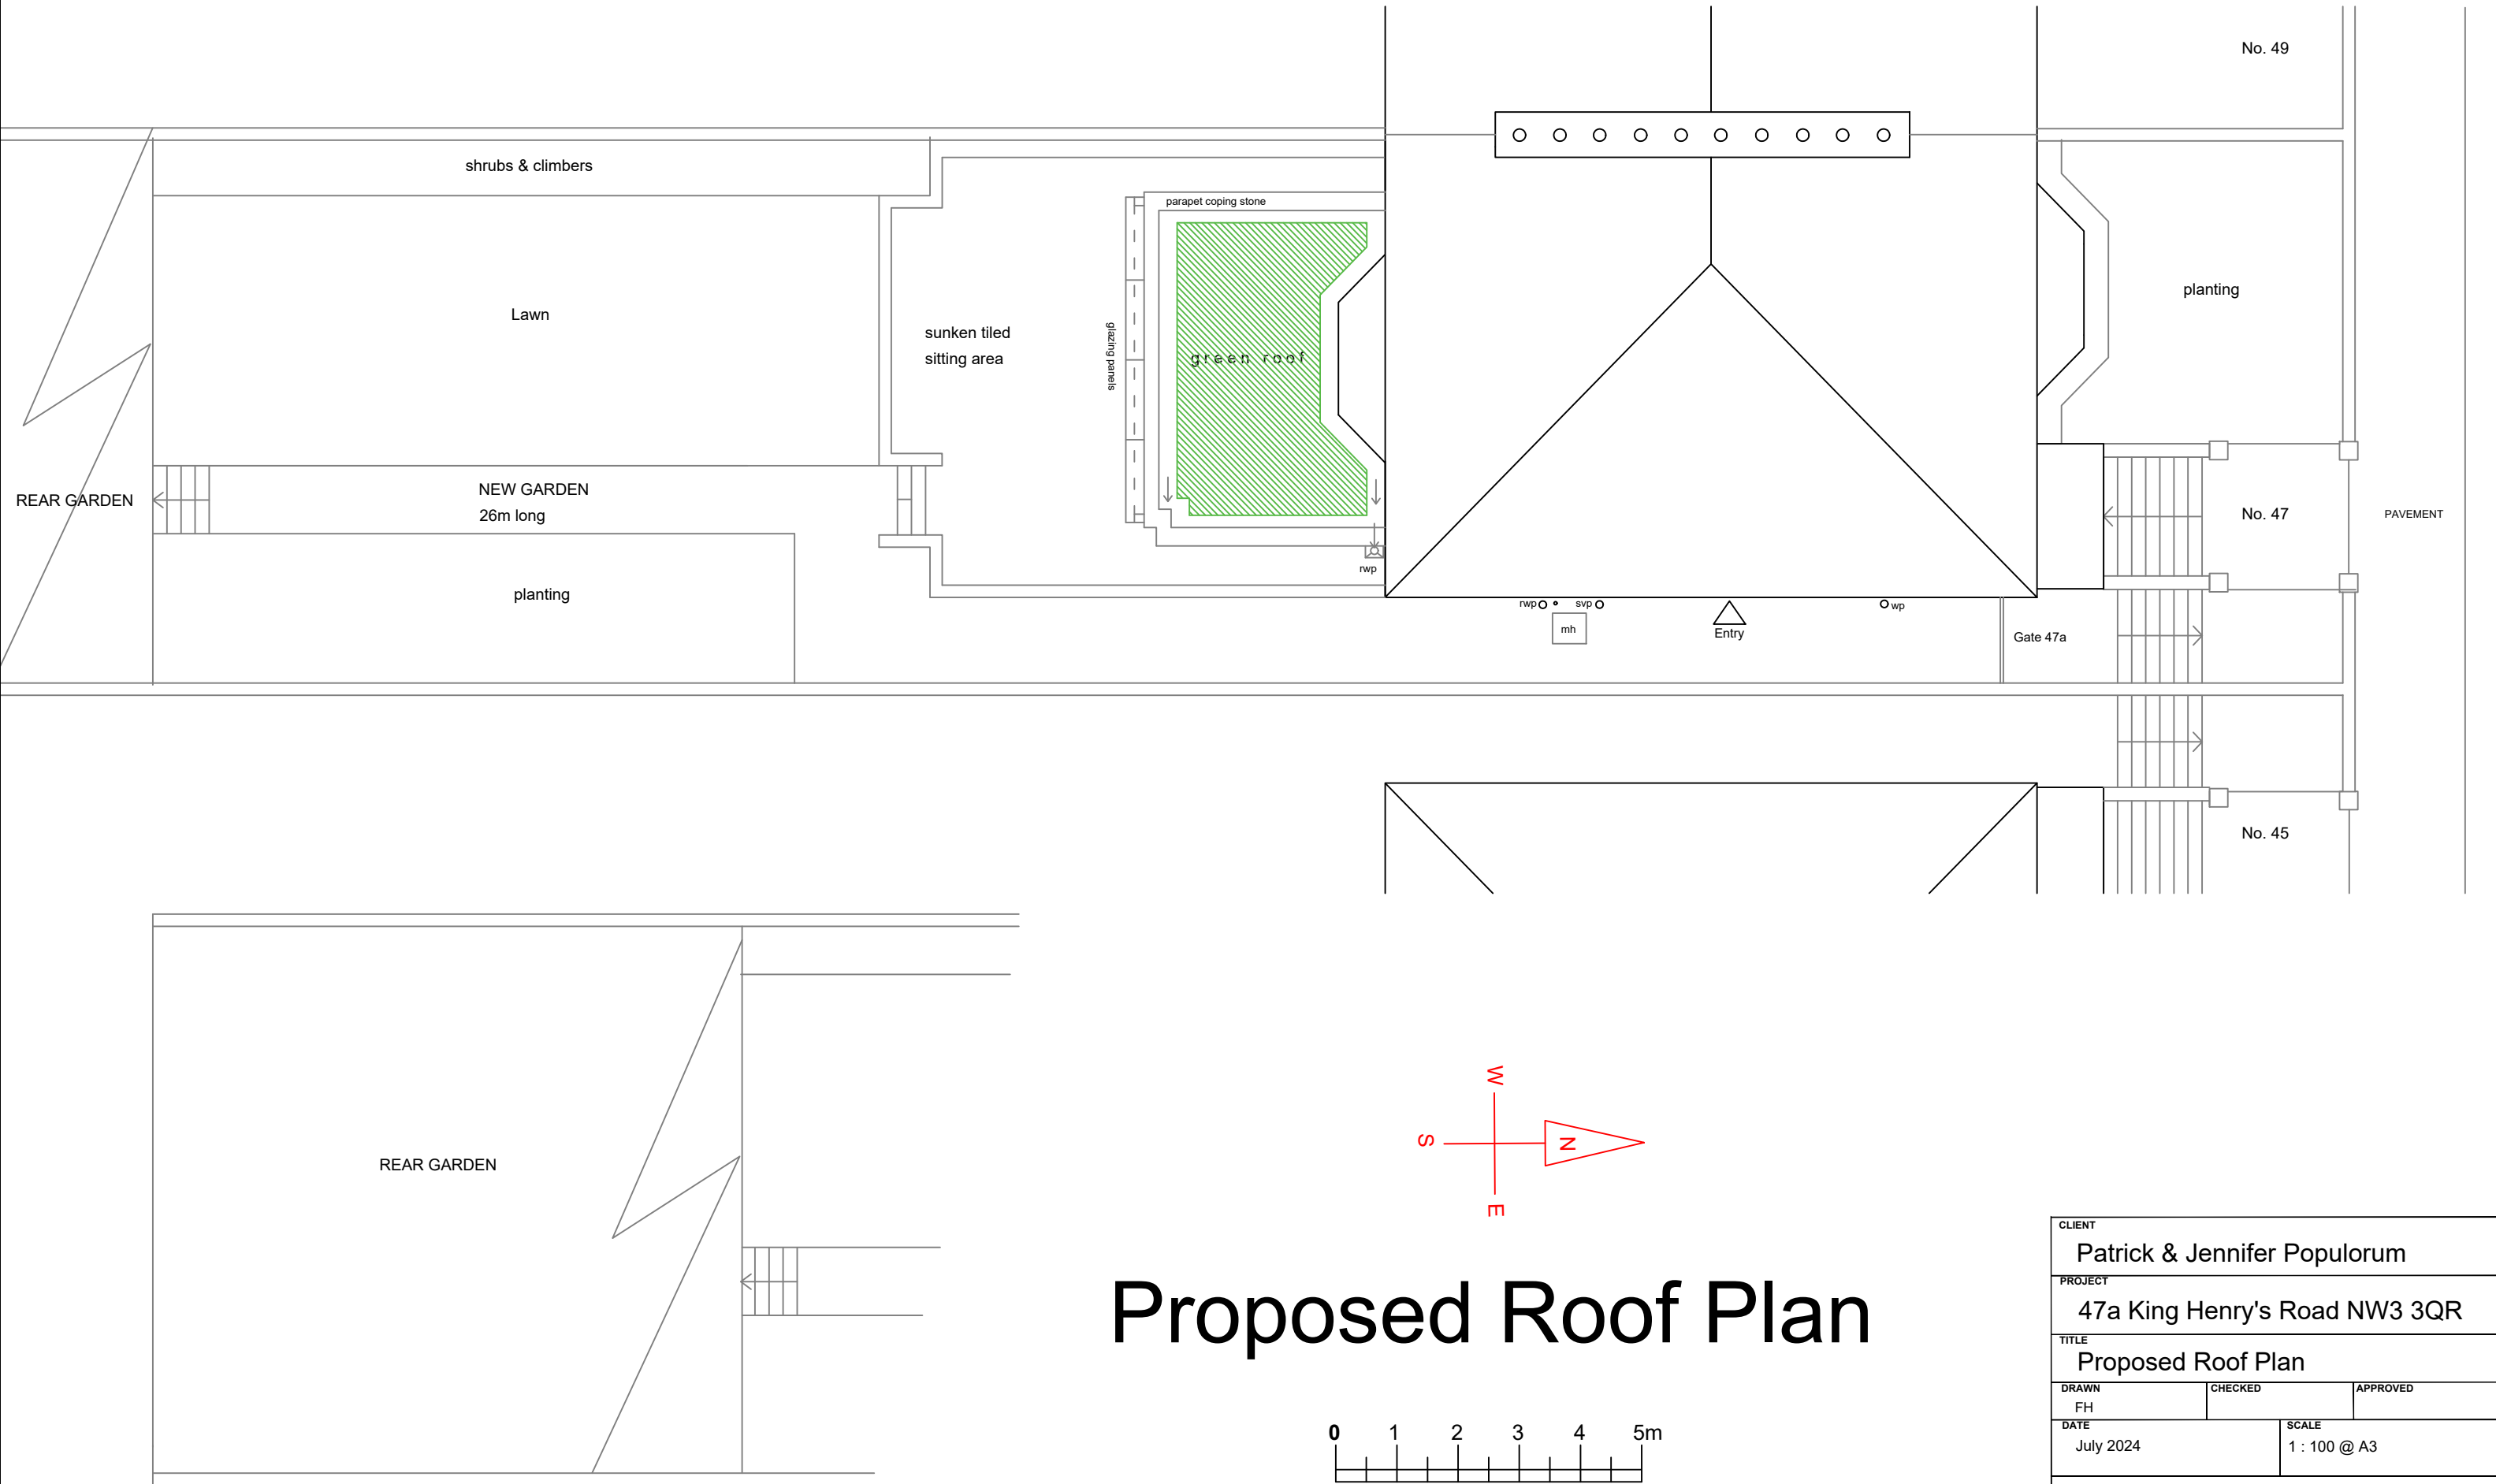 No. 49
shrubs & climbers
parapet coping stone
planting
Lawn
sunken tiled
sitting area
glazing panels
green roof
REAR GARDEN
NEW GARDEN
26m long
No. 47
PAVEMENT
rwp
planting
rwp
svp
wp
mh
Entry
Gate 47a
No. 45
REAR GARDEN
W
S
N
E
Proposed Roof Plan
0 1 2 3 4 5m
CLIENT
Patrick & Jennifer Populorum
PROJECT
47a King Henry's Road NW3 3QR
TITLE
Proposed Roof Plan
DRAWN CHECKED APPROVED
FH
DATE SCALE
July 2024 1 : 100 @ A3